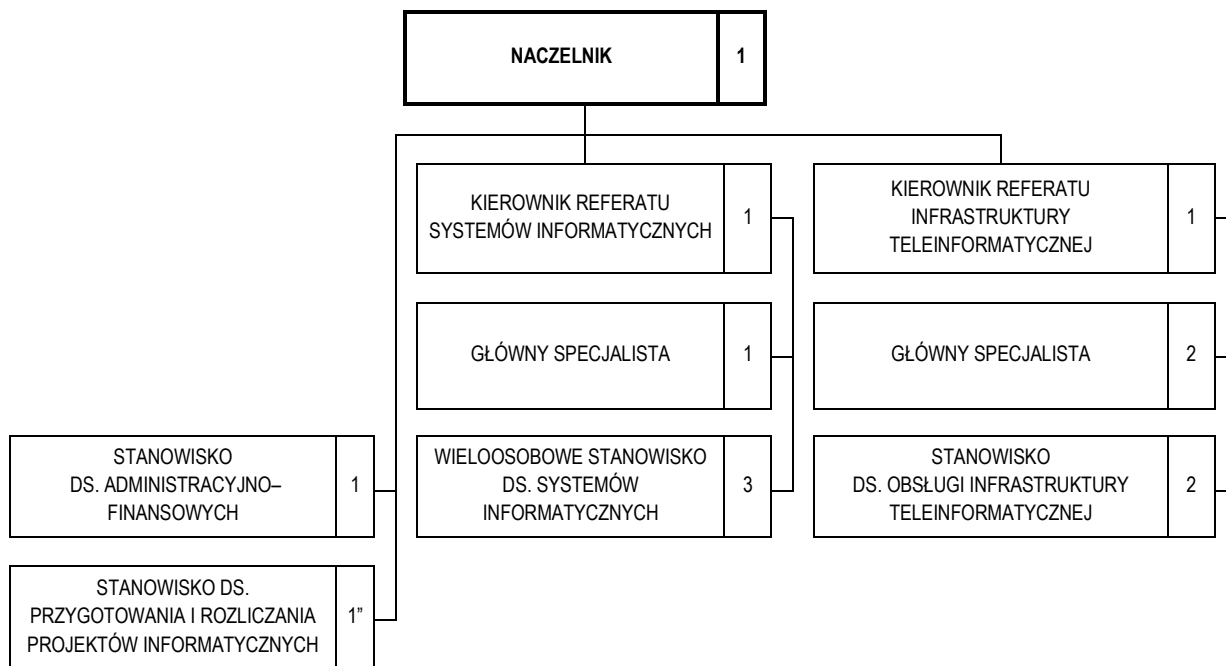 NACZELNIK 1
KIEROWNIK REFERATU
SYSTEMÓW INFORMATYCZNYCH
1
KIEROWNIK REFERATU
INFRASTRUKTURY
TELEINFORMATYCZNEJ
1
GŁÓWNY SPECJALISTA 1
GŁÓWNY SPECJALISTA 2
STANOWISKO
DS. ADMINISTRACYJNO–
FINANSOWYCH
1
WIELOOSOBOWE STANOWISKO
DS. SYSTEMÓW
INFORMATYCZNYCH
3
STANOWISKO
DS. OBSŁUGI INFRASTRUKTURY
TELEINFORMATYCZNEJ
2
STANOWISKO DS.
PRZYGOTOWANIA I ROZLICZANIA
PROJEKTÓW INFORMATYCZNYCH
1”